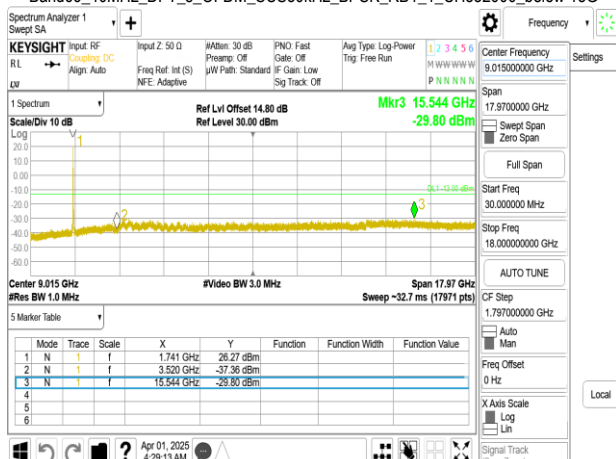 Spectrum Analyzer 1
Swept SA
Frequency
KEYSIGHT
RL
LXI
Input: RF
Coupling: DC
Align: Auto
Input Z: 50 Ω
Freq Ref: Int (S)
NFE: Adaptive
#Atten: 30 dB
Preamp: Off
µW Path: Standard
PNO: Fast
Gate: Off
IF Gain: Low
Sig Track: Off
Avg Type: Log-Power
Trig: Free Run
1 2 3 4 5 6
M W W W W W
P N N N N N
Center Frequency
9.015000000 GHz
Settings
Span
17.9700000 GHz
Swept Span
Zero Span
Full Span
Start Freq
30.000000 MHz
Stop Freq
18.000000000 GHz
AUTO TUNE
CF Step
1.797000000 GHz
Auto
Man
Freq Offset
0 Hz
X Axis Scale
Log
Lin
Signal Track
Local
1 Spectrum
Scale/Div 10 dB
Log
Ref Lvl Offset 14.80 dB
Ref Level 30.00 dBm
Mkr3 15.544 GHz
-29.80 dBm
20.0
10.0
0.00
-10.0
-20.0
-30.0
-40.0
-50.0
-60.0
1
2
3
DL1 -13.00 dBm
Center 9.015 GHz
#Res BW 1.0 MHz
#Video BW 3.0 MHz
Span 17.97 GHz
Sweep ~32.7 ms (17971 pts)
5 Marker Table
Mode Trace Scale X Y Function Function Width Function Value
1 N 1 f 1.741 GHz 26.27 dBm
2 N 1 f 3.520 GHz -37.36 dBm
3 N 1 f 15.544 GHz -29.80 dBm
4
5
6
Apr 01, 2025
4:29:13 AM